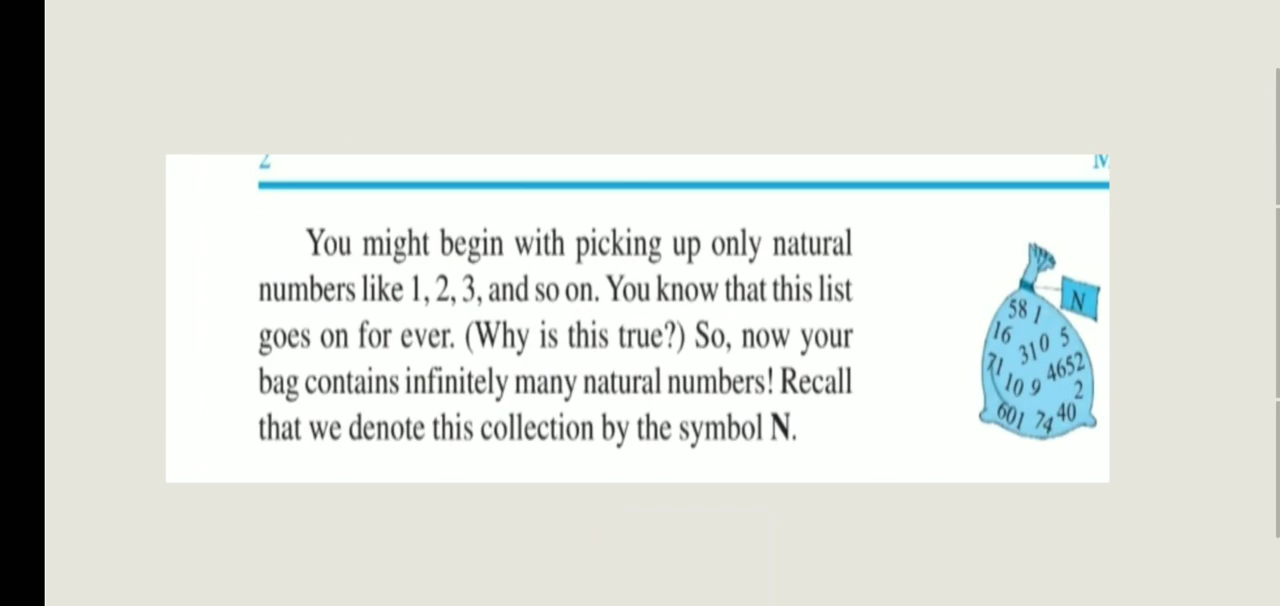 2
You might begin with picking up only natural
numbers like 1, 2, 3, and so on. You know that this list
goes on for ever. (Why is this true?) So, now your
bag contains infinitely many natural numbers! Recall
that we denote this collection by the symbol N.
N
58 1
16 310 5
71 10 9 4652
2
601 74 40